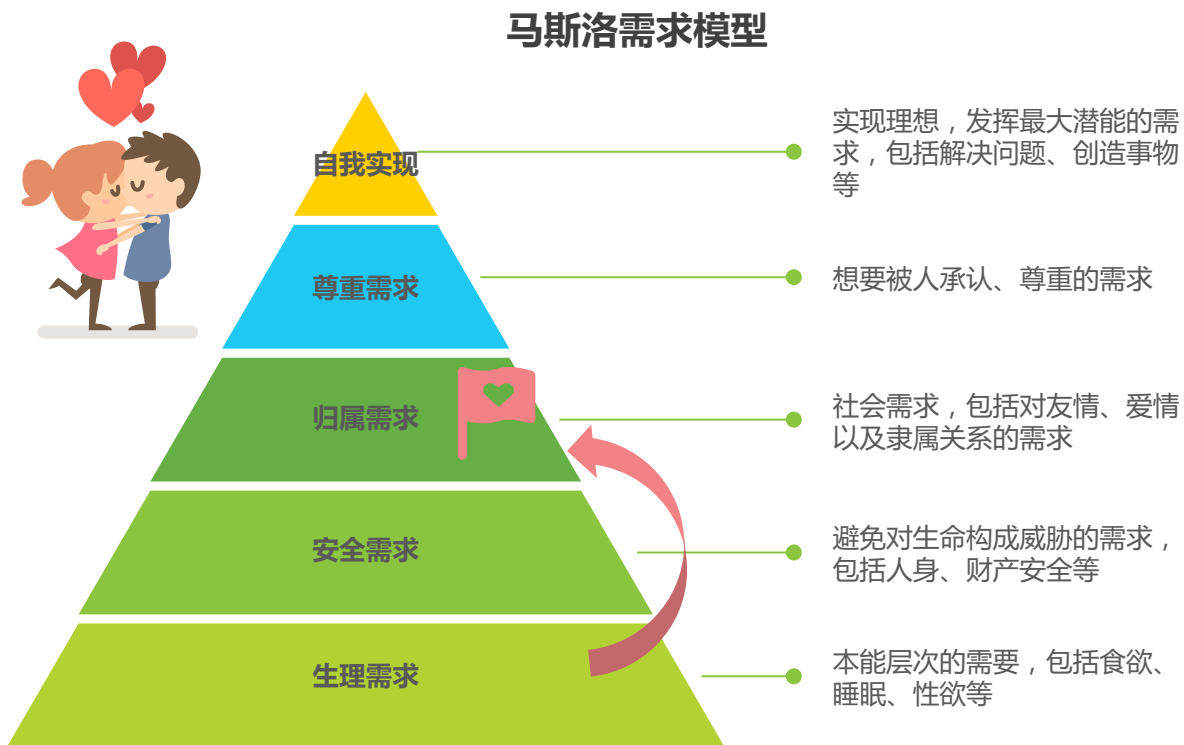 马斯洛需求模型
自我实现
实现理想，发挥最大潜能的需
求，包括解决问题、创造事物
等
尊重需求
想要被人承认、尊重的需求
归属需求
社会需求，包括对友情、爱情
以及隶属关系的需求
安全需求
避免对生命构成威胁的需求，
包括人身、财产安全等
生理需求
本能层次的需要，包括食欲、
睡眠、性欲等